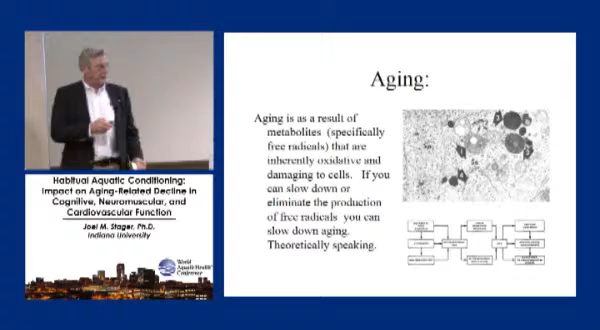 Habitual Aquatic Conditioning:
Impact on Aging-Related Decline in
Cognitive, Neuromuscular, and
Cardiovascular Function
Joel M. Stager, Ph.D.
Indiana University
World
Aquatic Health
Conference
Aging:
Aging is as a result of
metabolites (specifically
free radicals) that are
inherently oxidative and
damaging to cells. If you
can slow down or
eliminate the production
of free radicals you can
slow down aging.
Theoretically speaking.